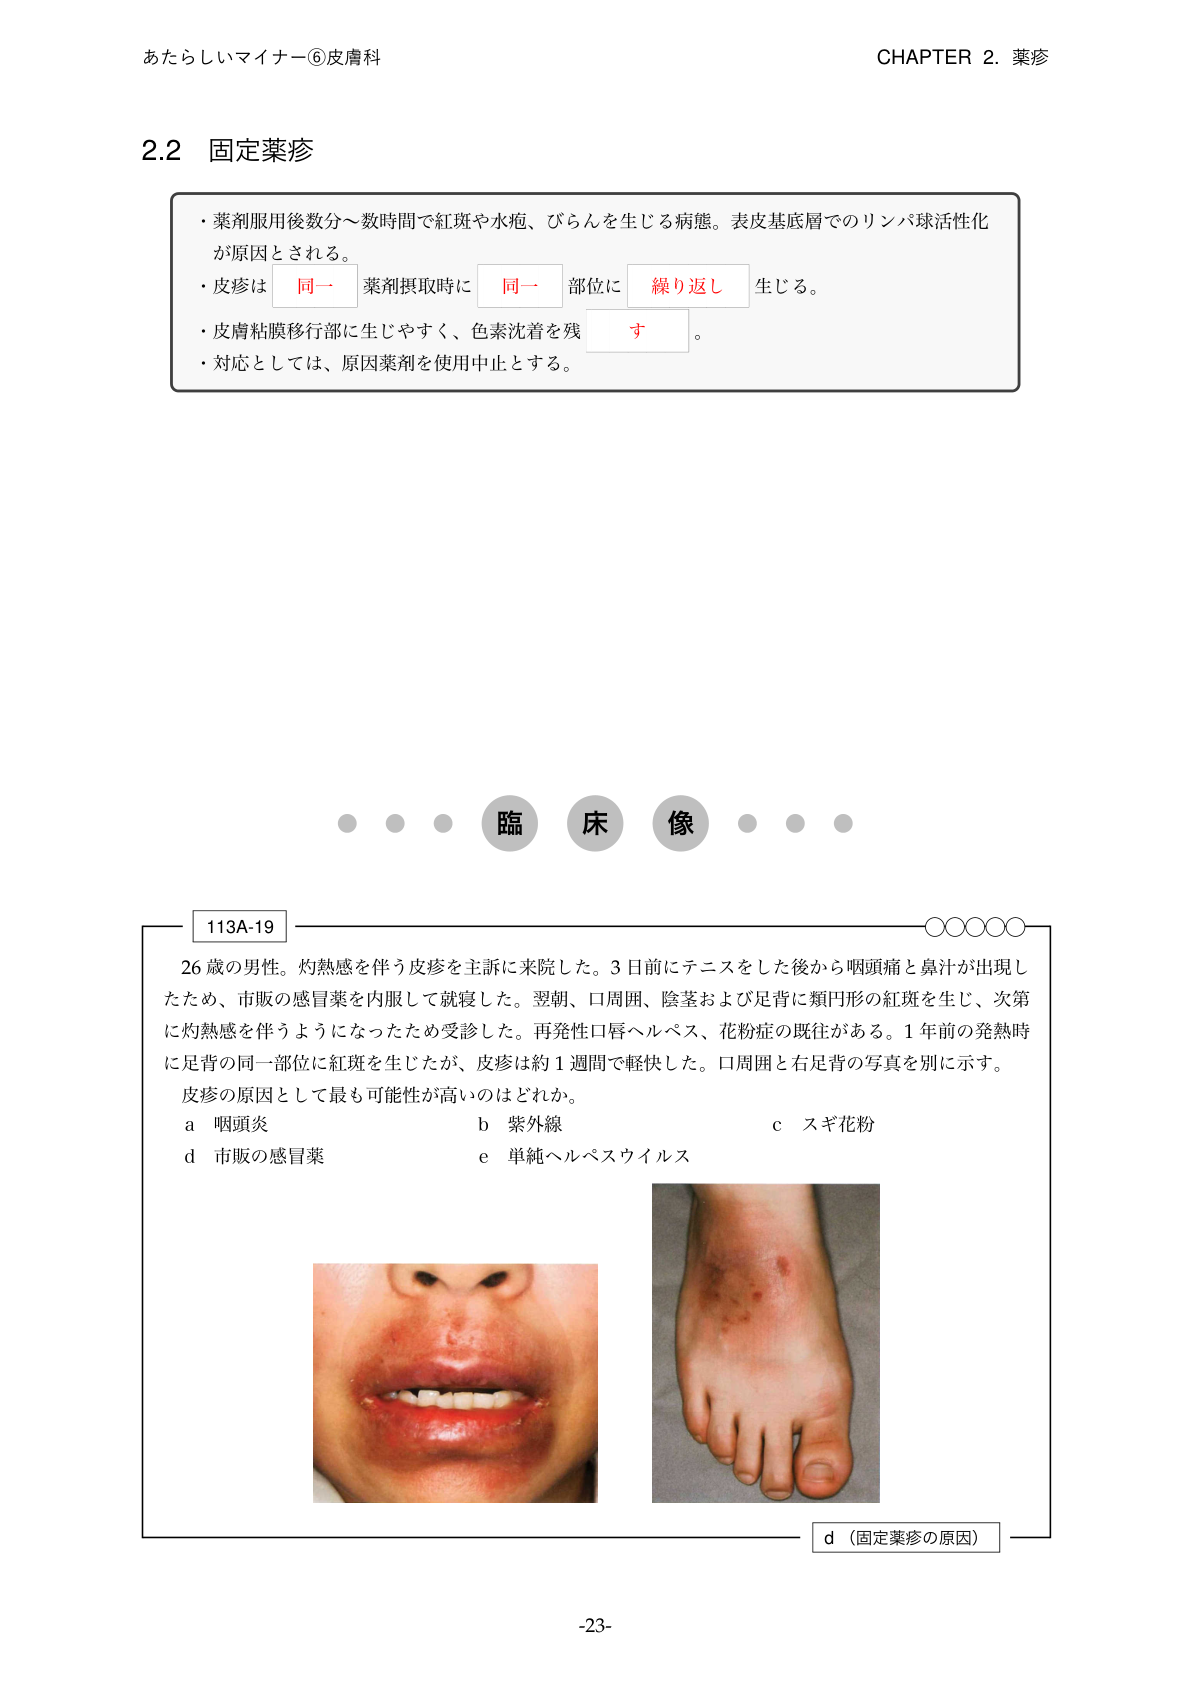 あたらしいマイナー⑥皮膚科
CHAPTER 2. 薬疹
2.2 固定薬疹
・薬剤服用後数分～数時間で紅斑や水疱、びらんを生じる病態。表皮基底層でのリンパ球活性化
が原因とされる。
・皮疹は 同一 薬剤摂取時に 同一 部位に 繰り返し 生じる。
・皮膚粘膜移行部に生じやすく、色素沈着を残 す 。
・対応としては、原因薬剤を使用中止とする。
臨 床 像
113A-19
26 歳の男性。灼熱感を伴う皮疹を主訴に来院した。3 日前にテニスをした後から咽頭痛と鼻汁が出現し
たため、市販の感冒薬を内服して就寝した。翌朝、口周囲、陰茎および足背に類円形の紅斑を生じ、次第
に灼熱感を伴うようになったため受診した。再発性口唇ヘルペス、花粉症の既往がある。1 年前の発熱時
に足背の同一部位に紅斑を生じたが、皮疹は約 1 週間で軽快した。口周囲と右足背の写真を別に示す。
皮疹の原因として最も可能性が高いのはどれか。
a 咽頭炎 b 紫外線 c スギ花粉
d 市販の感冒薬 e 単純ヘルペスウイルス
d （固定薬疹の原因）
-23-